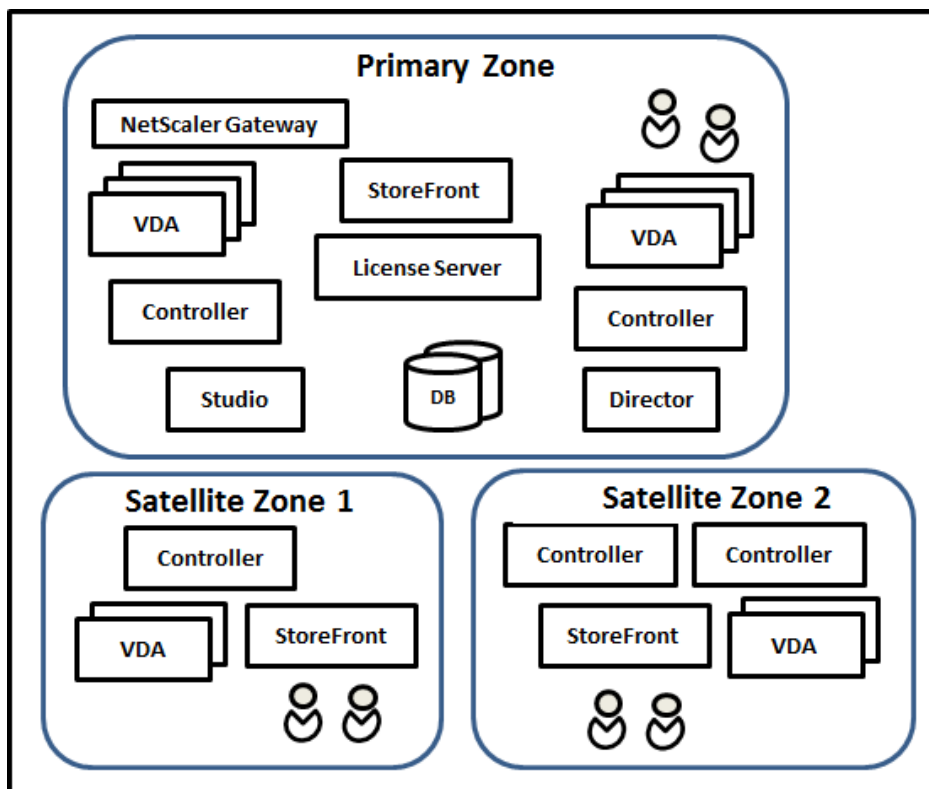 Primary Zone
NetScaler Gateway
StoreFront
VDA
VDA
License Server
Controller
Controller
Studio
DB
Director
Satellite Zone 1
Controller
VDA
StoreFront
Satellite Zone 2
Controller
Controller
StoreFront
VDA